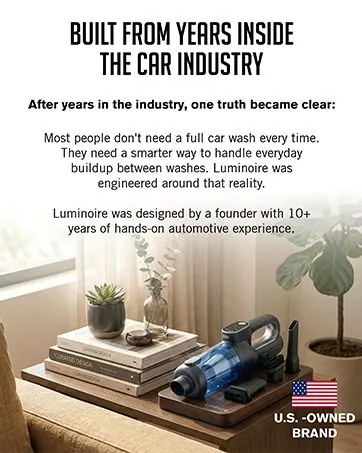 BUILT FROM YEARS INSIDE
THE CAR INDUSTRY
After years in the industry, one truth became clear:
Most people don't need a full car wash every time.
They need a smarter way to handle everyday
buildup between washes. Luminoire was
engineered around that reality.
Luminoire was designed by a founder with 10+
years of hands-on automotive experience.
CURATED DESIGN
U.S. -OWNED
BRAND